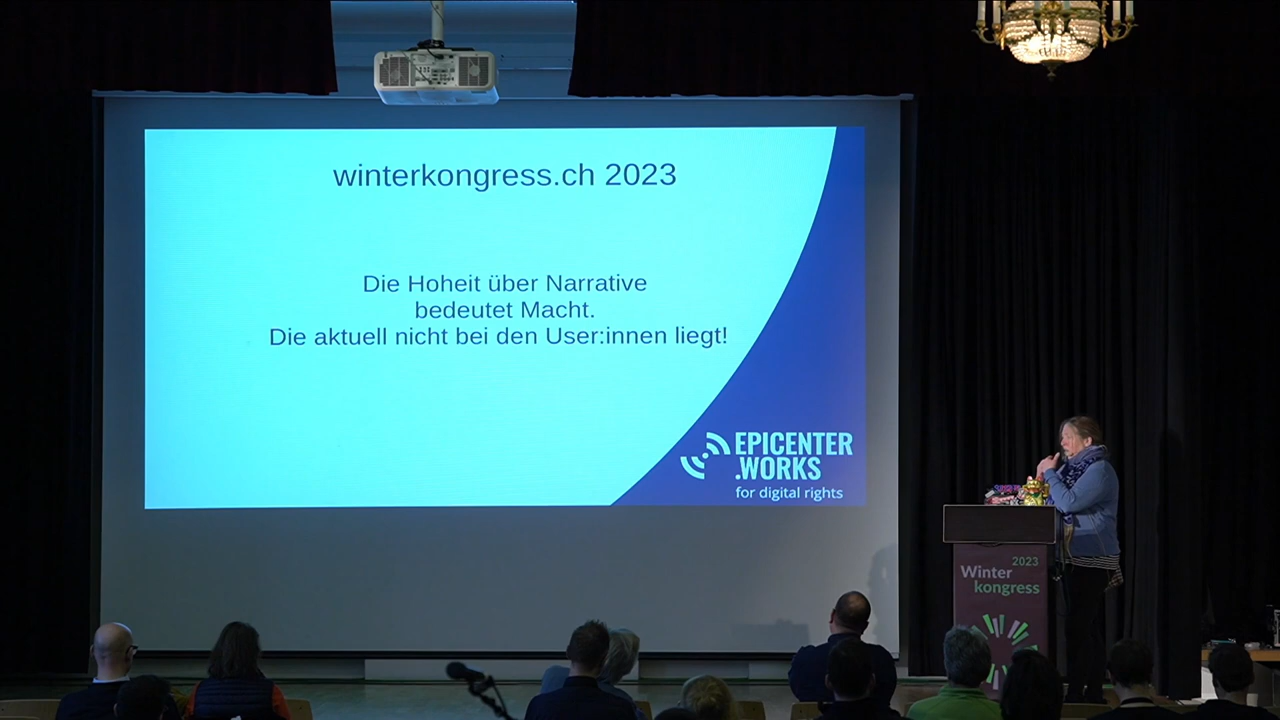 winterkongress.ch 2023
Die Hoheit über Narrative
bedeutet Macht.
Die aktuell nicht bei den User:innen liegt!
EPICENTER
.WORKS
for digital rights
2023
Winter
kongress